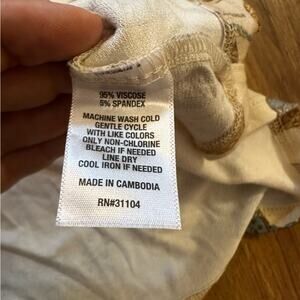 95% VISCOSE
5% SPANDEX
MACHINE WASH COLD
GENTLE CYCLE
WITH LIKE COLORS
ONLY NON-CHLORINE
BLEACH IF NEEDED
LINE DRY
COOL IRON IF NEEDED
MADE IN CAMBODIA
RN#31104